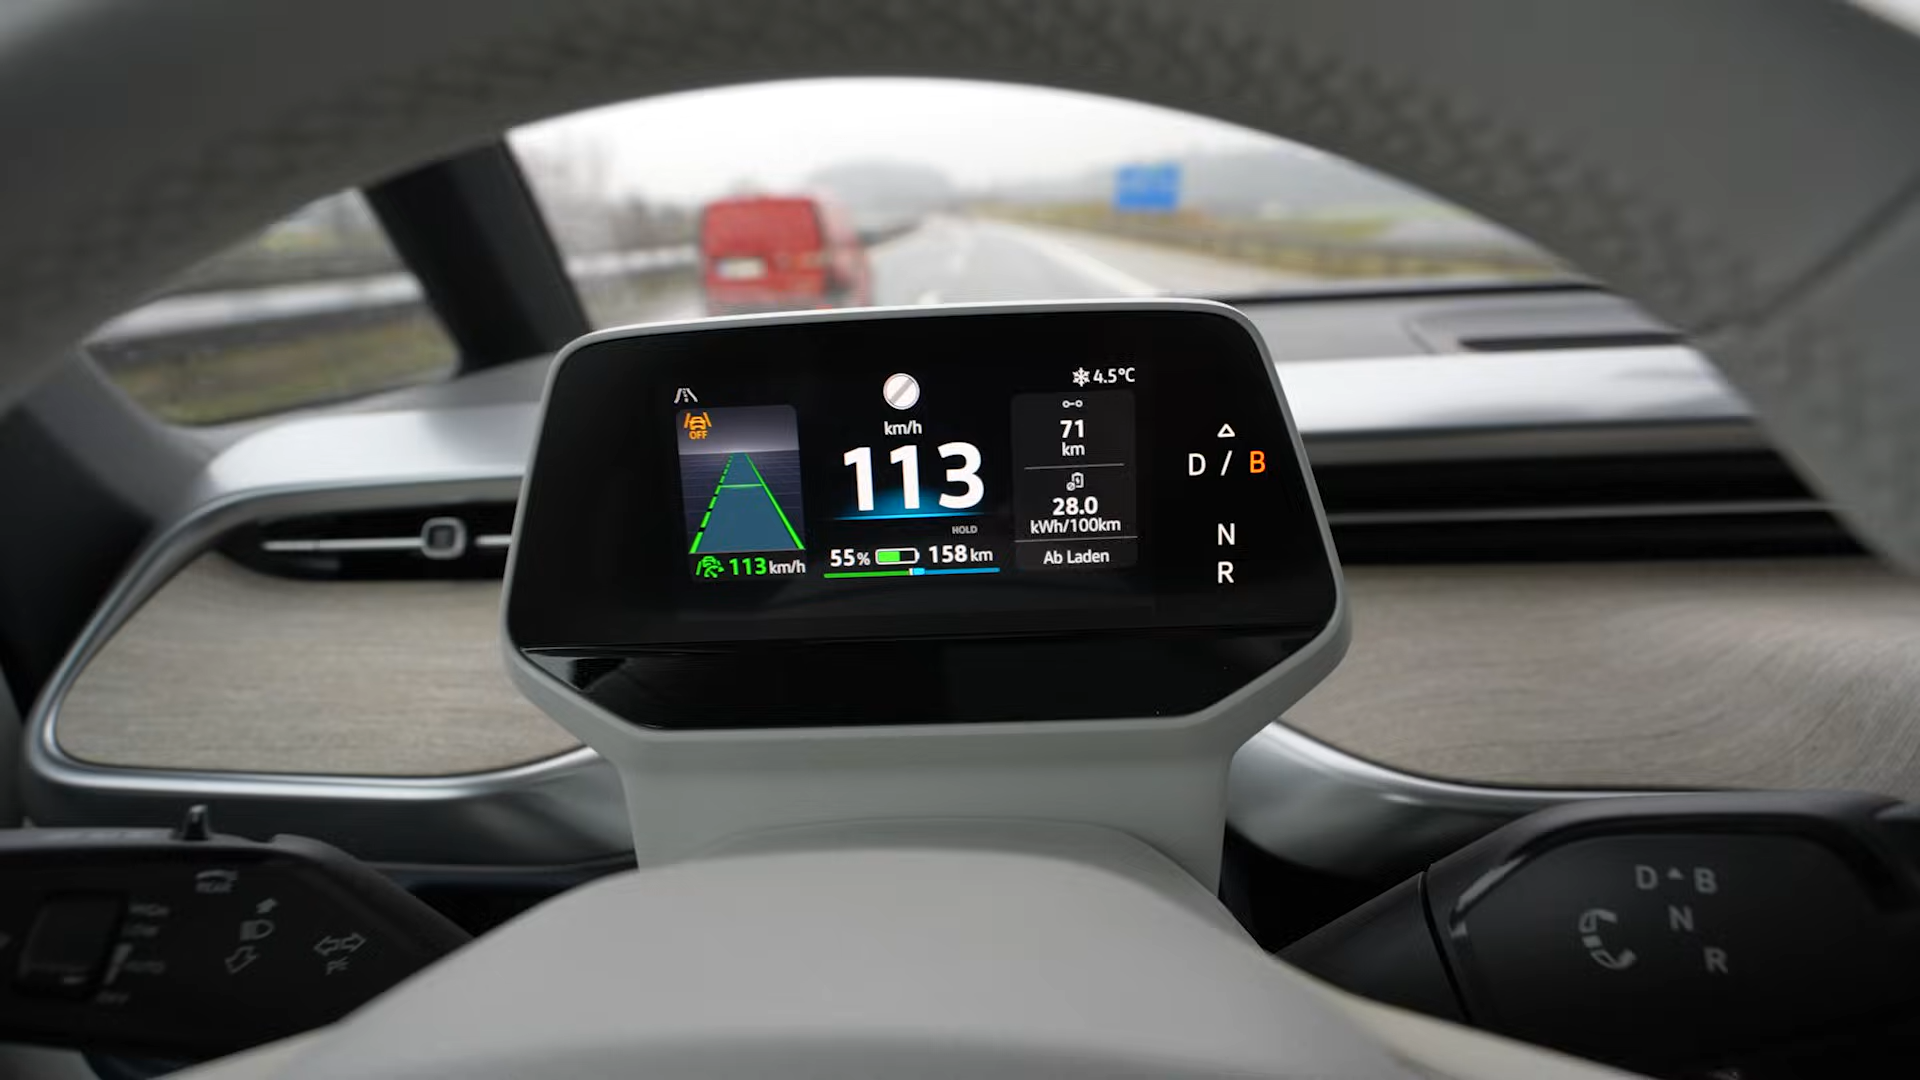 4.5°C
OFF
km/h
113
71
km
28.0
kWh/100km
Ab Laden
HOLD
55% 158 km
113 km/h
D / B
N
R
D B
N
R